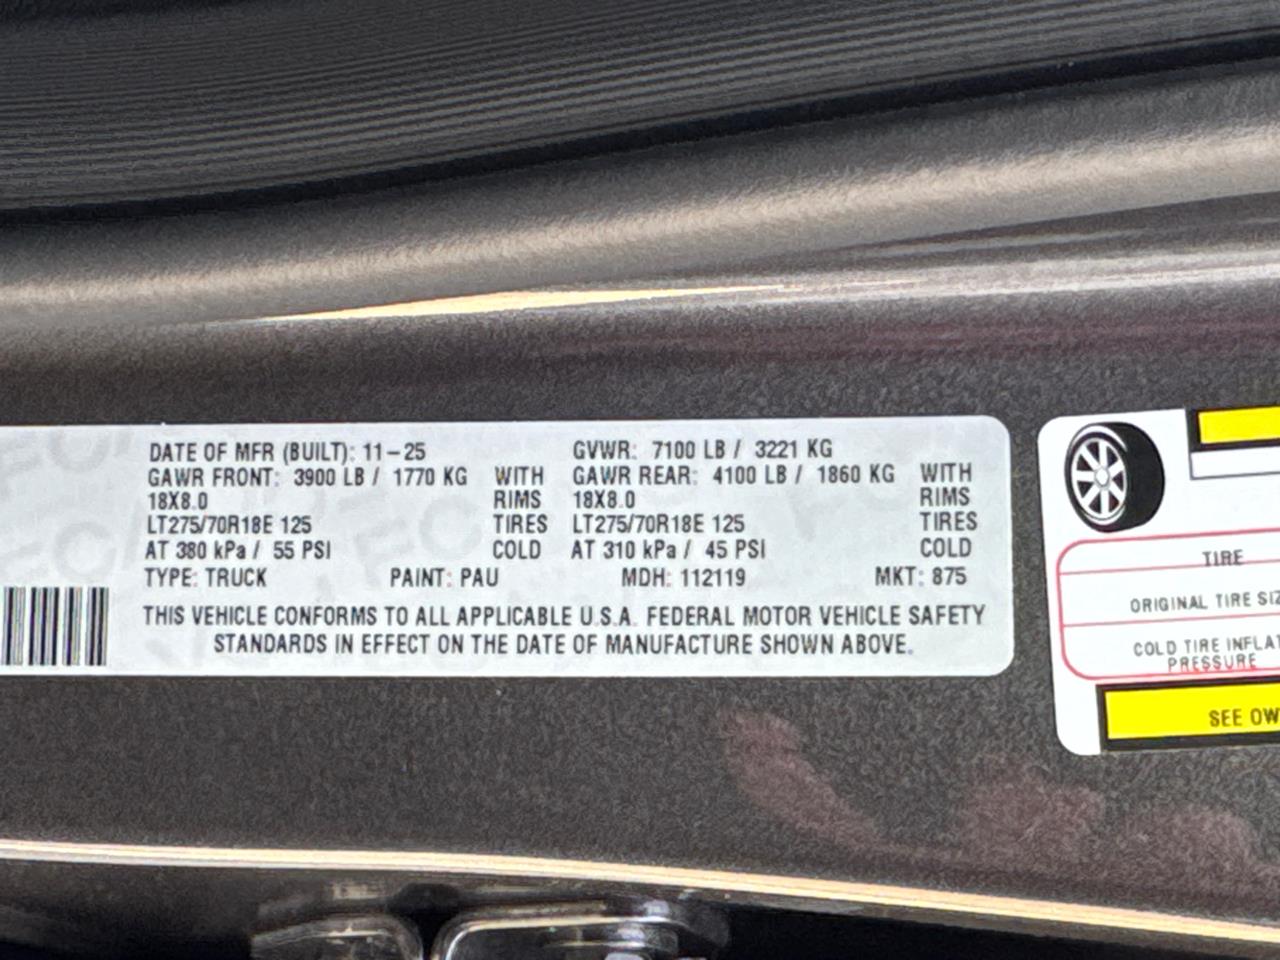 DATE OF MFR (BUILT): 11-25 GVWR: 7100 LB / 3221 KG
GAWR FRONT: 3900 LB / 1770 KG WITH GAWR REAR: 4100 LB / 1860 KG WITH
18X8.0 RIMS 18X8.0 RIMS
LT275/70R18E 125 TIRES LT275/70R18E 125 TIRES
AT 380 kPa / 55 PSI COLD AT 310 kPa / 45 PSI COLD
TYPE: TRUCK PAINT: PAU MDH: 112119 MKT: 875
THIS VEHICLE CONFORMS TO ALL APPLICABLE U.S.A. FEDERAL MOTOR VEHICLE SAFETY
STANDARDS IN EFFECT ON THE DATE OF MANUFACTURE SHOWN ABOVE.
TIRE
ORIGINAL TIRE
COLD TIRE
PRESSURE
SEE